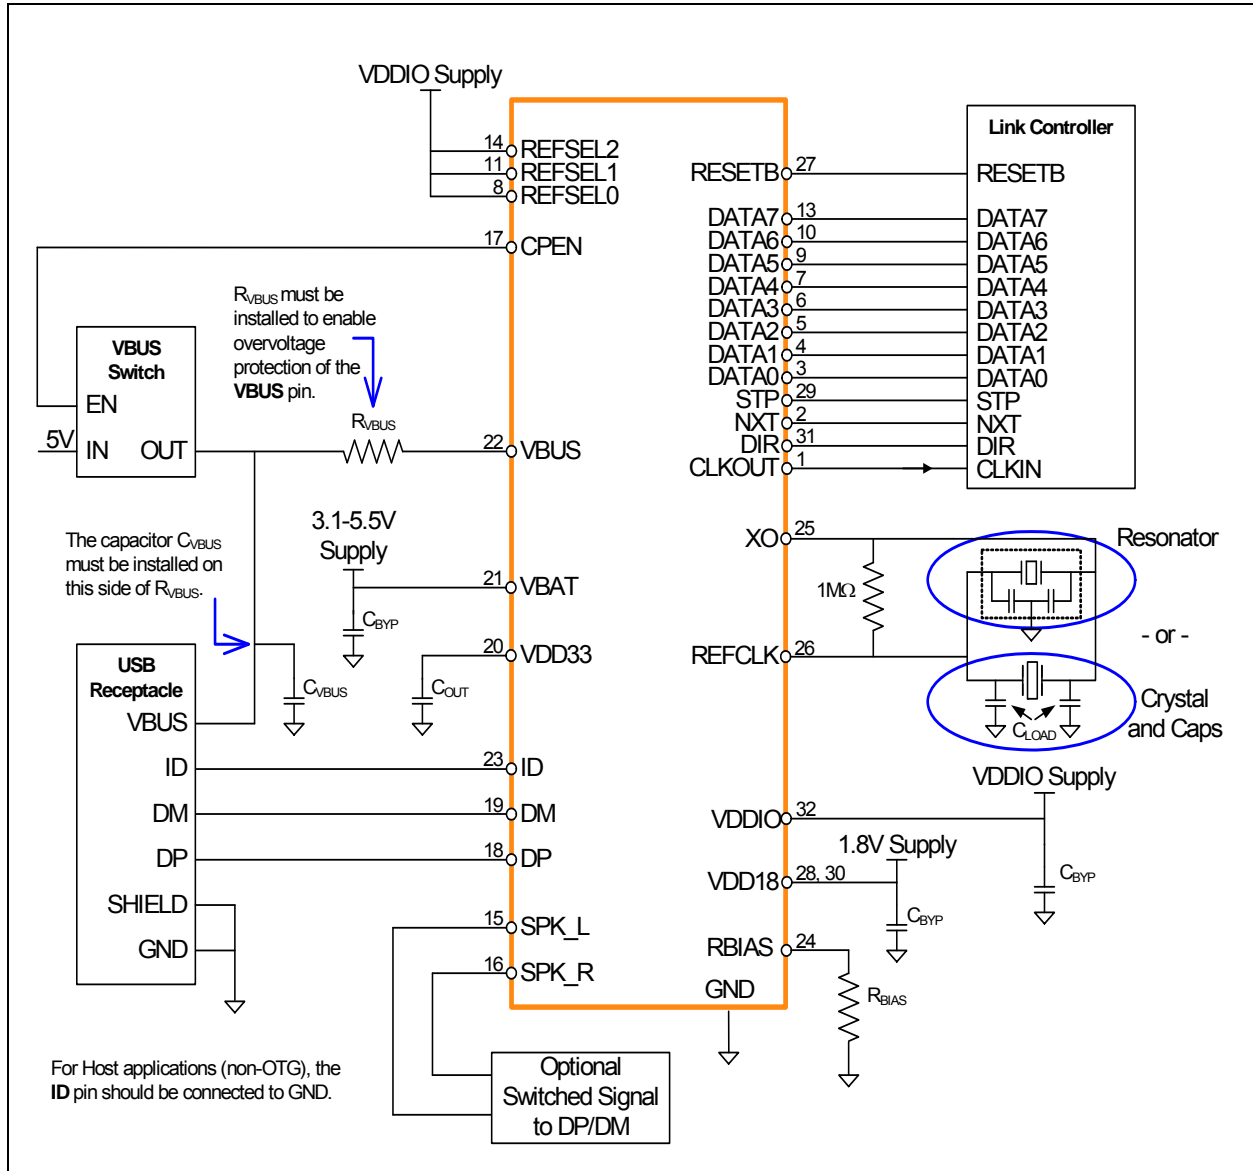 VDDIO Supply
14
REFSEL2
11
REFSEL1
8
REFSEL0
17
CPEN
RVBUS must be
installed to enable
overvoltage
protection of the
VBUS pin.
VBUS
Switch
EN
5V
IN
OUT
RVBUS
22
VBUS
3.1-5.5V
Supply
The capacitor CVBUS
must be installed on
this side of RVBUS.
21
VBAT
CBYP
20
VDD33
USB
Receptacle
CVBUS
COUT
VBUS
ID
23
ID
DM
19
DM
DP
18
DP
SHIELD
GND
15
SPK_L
16
SPK_R
GND
Optional
Switched Signal
to DP/DM
For Host applications (non-OTG), the
ID pin should be connected to GND.
Link Controller
RESETB
27
RESETB
DATA7
13
DATA7
DATA6
10
DATA6
DATA5
9
DATA5
DATA4
7
DATA4
DATA3
6
DATA3
DATA2
5
DATA2
DATA1
4
DATA1
DATA0
3
DATA0
STP
29
STP
NXT
2
NXT
DIR
31
DIR
CLKOUT
1
CLKIN
XO
25
Resonator
1MΩ
- or -
REFCLK
26
Crystal
and Caps
CLOAD
VDDIO Supply
VDDIO
32
1.8V Supply
VDD18
28, 30
CBYP
CBYP
RBIAS
24
RBIAS